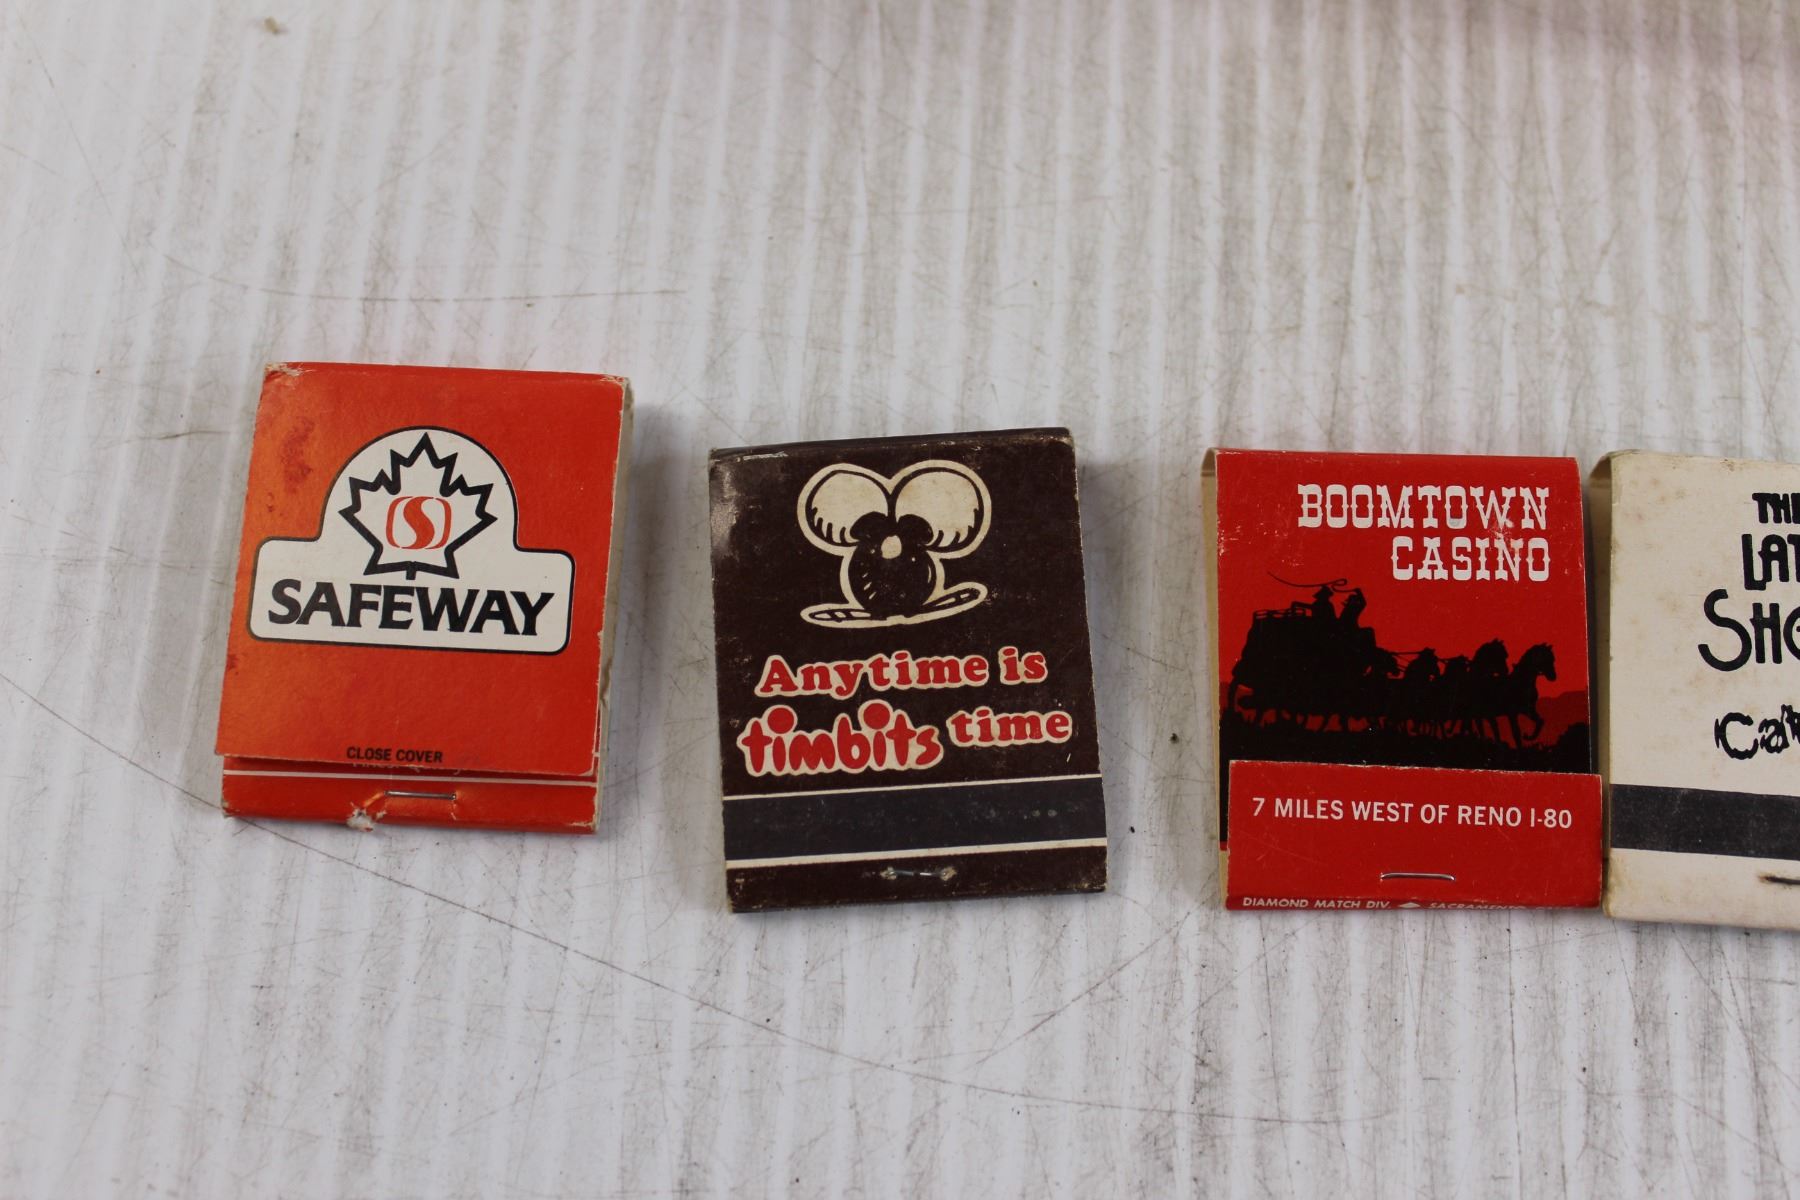 S
SAFEWAY
CLOSE COVER
Anytime is
timbits time
BOOMTOWN
CASINO
7 MILES WEST OF RENO I-80
DIAMOND MATCH DIV.